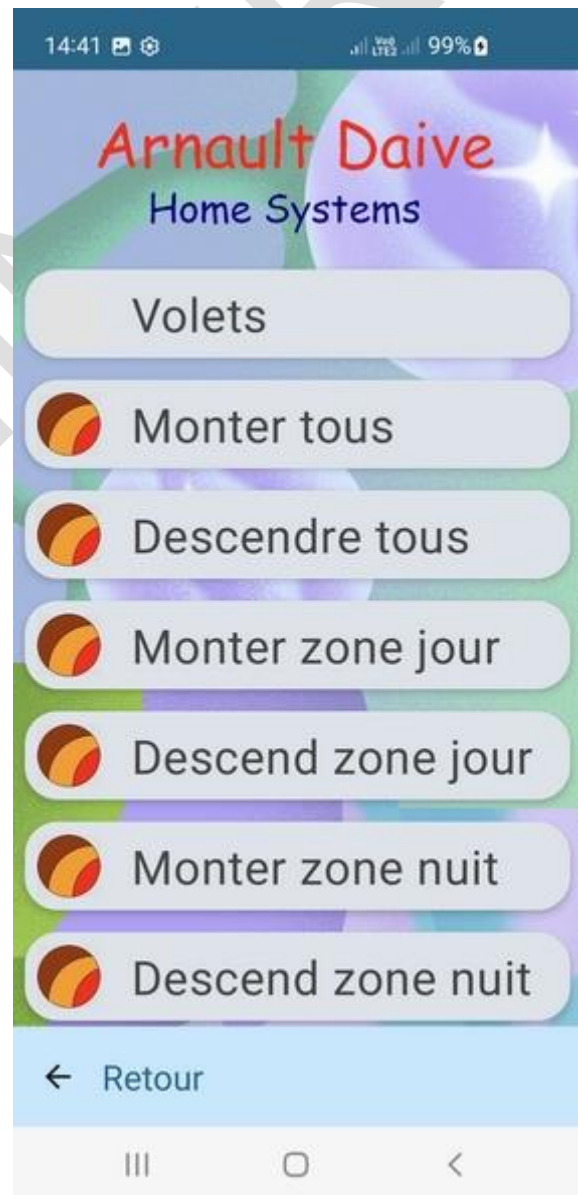 14:41
VoLTE2 99%
Arnault Daive
Home Systems
Volets
Monter tous
Descendre tous
Monter zone jour
Descend zone jour
Monter zone nuit
Descend zone nuit
Retour